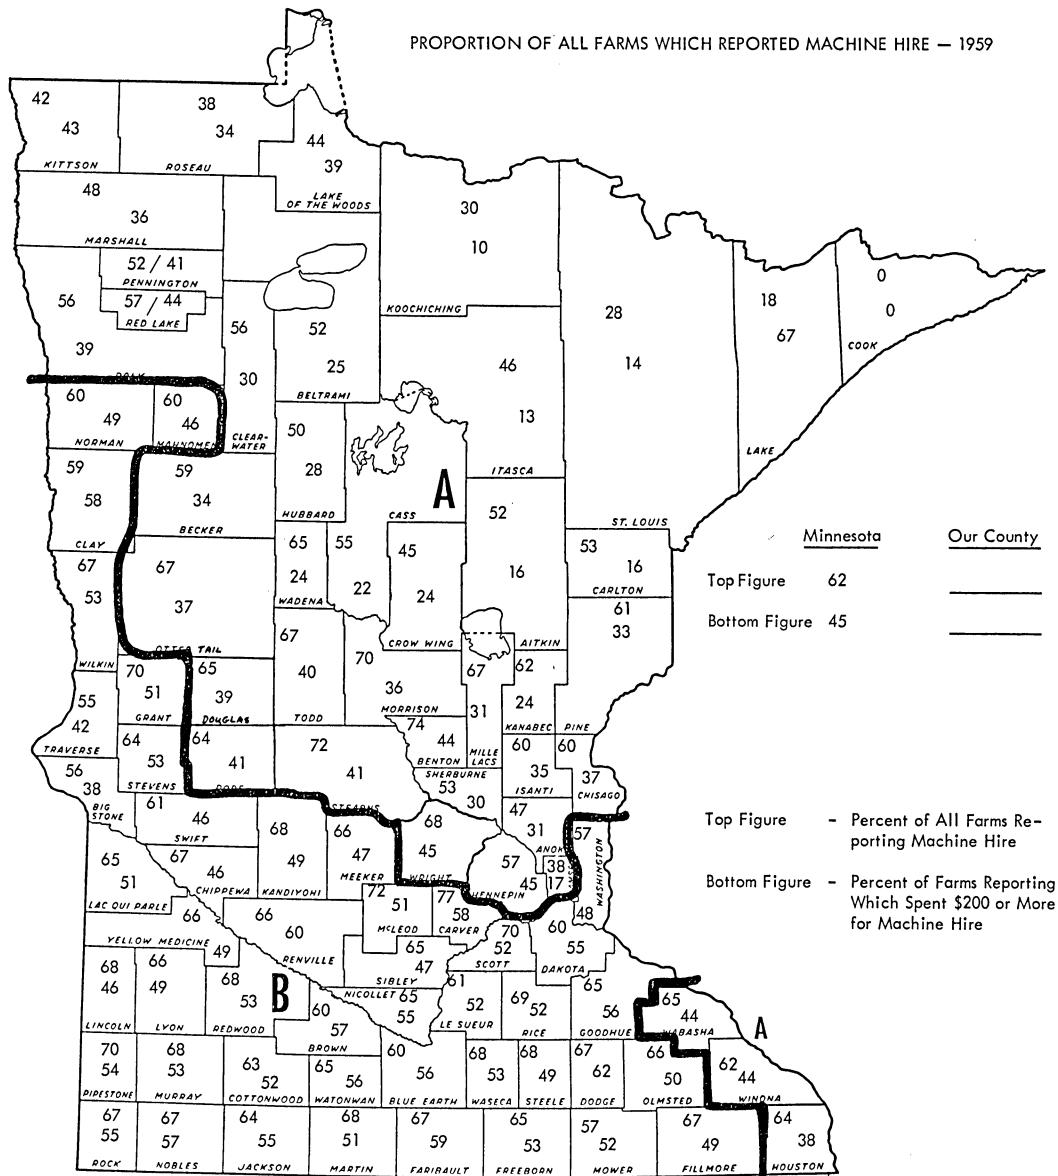 PROPORTION OF ALL FARMS WHICH REPORTED MACHINE HIRE — 1959
42
43
KITTSON
38
34
ROSEAU
44
39
LAKE
OF THE WOODS
48
36
MARSHALL
30
10
KOOCHICHING
52 / 41
PENNINGTON
57 / 44
RED LAKE
56
39
POLK
56
30
CLEAR-
WATER
52
25
BELTRAMI
28
14
ST. LOUIS
18
67
LAKE
0
0
COOK
46
13
ITASCA
60
49
NORMAN
60
46
MAHNOMEN
50
28
HUBBARD
A
CASS
55
22
59
58
CLAY
59
34
BECKER
52
16
AITKIN
53
16
CARLTON
65
24
WADENA
45
24
CROW WING
67
53
WILKIN
67
37
OTTER TAIL
61
33
PINE
67
40
TODD
70
36
MORRISON
67
31
MILLE
LACS
62
24
KANABEC
70
51
GRANT
65
39
DOUGLAS
55
42
TRAVERSE
64
53
STEVENS
64
41
POPE
72
41
STEARNS
74
44
BENTON
SHERBURNE
53
30
60
35
ISANTI
60
37
CHISAGO
56
38
BIG
STONE
61
46
SWIFT
68
49
KANDIYOHI
66
47
MEEKER
68
45
WRIGHT
47
31
ANOKA
57
45
HENNEPIN
38
17
RAMSEY
57
48
WASHINGTON
65
51
LAC QUI PARLE
67
46
CHIPPEWA
66
49
YELLOW MEDICINE
66
60
RENVILLE
72
51
McLEOD
77
58
CARVER
70
52
SCOTT
60
55
DAKOTA
65
47
SIBLEY
68
46
LINCOLN
66
49
LYON
68
53
REDWOOD
B
NICOLLET 65
55
60
57
BROWN
61
52
LE SUEUR
69
52
RICE
65
56
GOODHUE
65
44
WABASHA
A
70
54
PIPESTONE
68
53
MURRAY
63
52
COTTONWOOD
65
56
WATONWAN
60
56
BLUE EARTH
68
53
WASECA
68
49
STEELE
67
62
DODGE
66
50
OLMSTED
62
44
WINONA
67
55
ROCK
67
57
NOBLES
64
55
JACKSON
68
51
MARTIN
67
59
FARIBAULT
65
53
FREEBORN
57
52
MOWER
67
49
FILLMORE
64
38
HOUSTON
Minnesota Our County
Top Figure 62
Bottom Figure 45
Top Figure - Percent of All Farms Re-
porting Machine Hire
Bottom Figure - Percent of Farms Reporting
Which Spent $200 or More
for Machine Hire